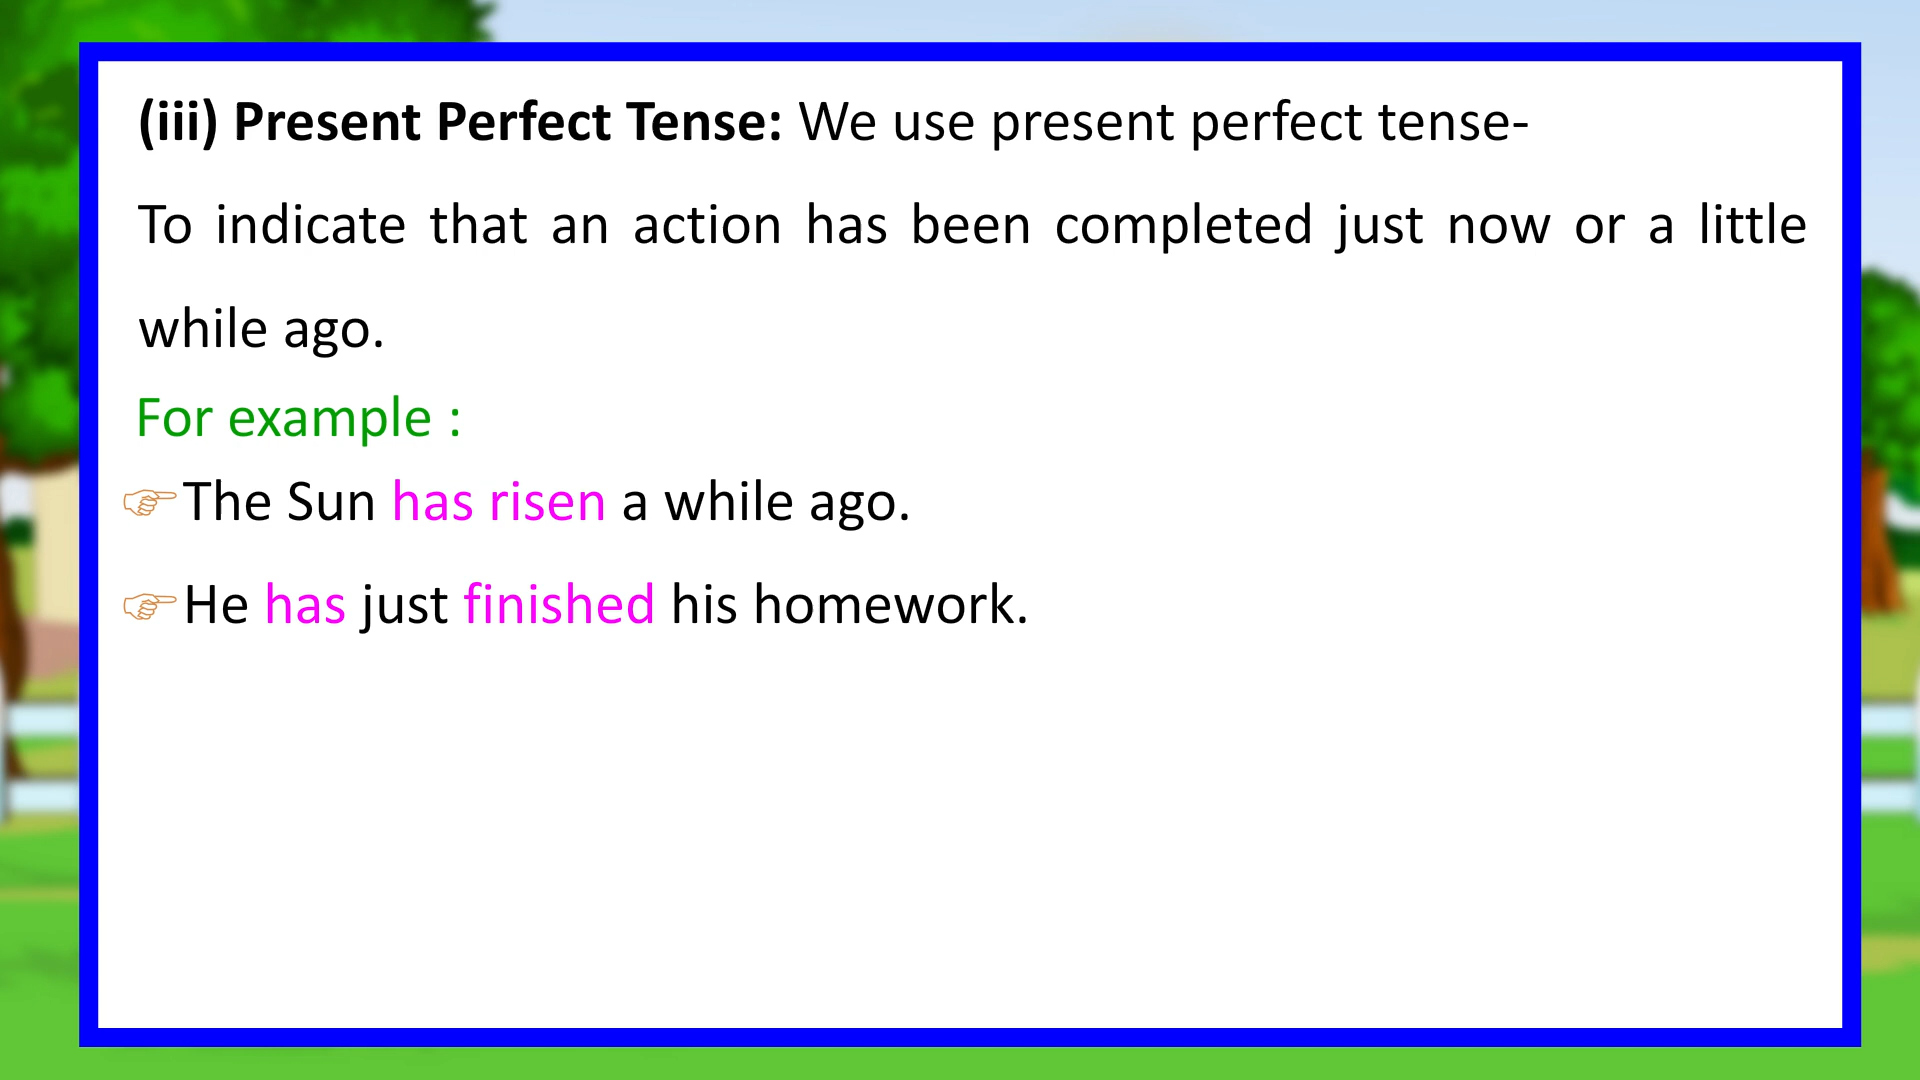 (iii) Present Perfect Tense: We use present perfect tense-
To indicate that an action has been completed just now or a little
while ago.
For example :
☞The Sun has risen a while ago.
☞He has just finished his homework.